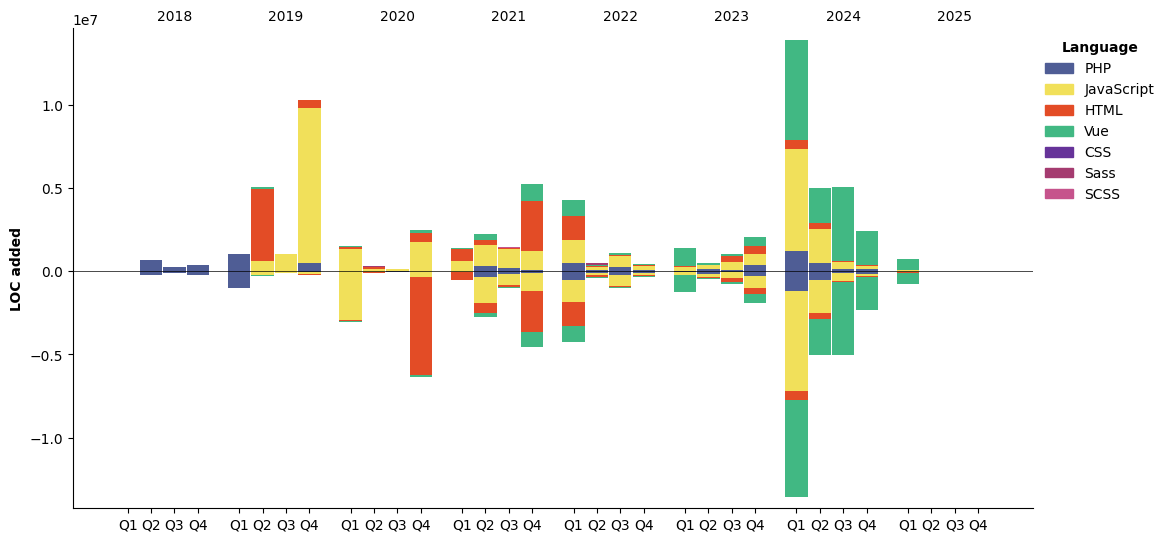 1e7
2018 2019 2020 2021 2022 2023 2024 2025
Language
PHP
JavaScript
HTML
Vue
CSS
Sass
SCSS
1.0
0.5
0.0
−0.5
−1.0
LOC added
Q1 Q2 Q3 Q4 Q1 Q2 Q3 Q4 Q1 Q2 Q3 Q4 Q1 Q2 Q3 Q4 Q1 Q2 Q3 Q4 Q1 Q2 Q3 Q4 Q1 Q2 Q3 Q4 Q1 Q2 Q3 Q4